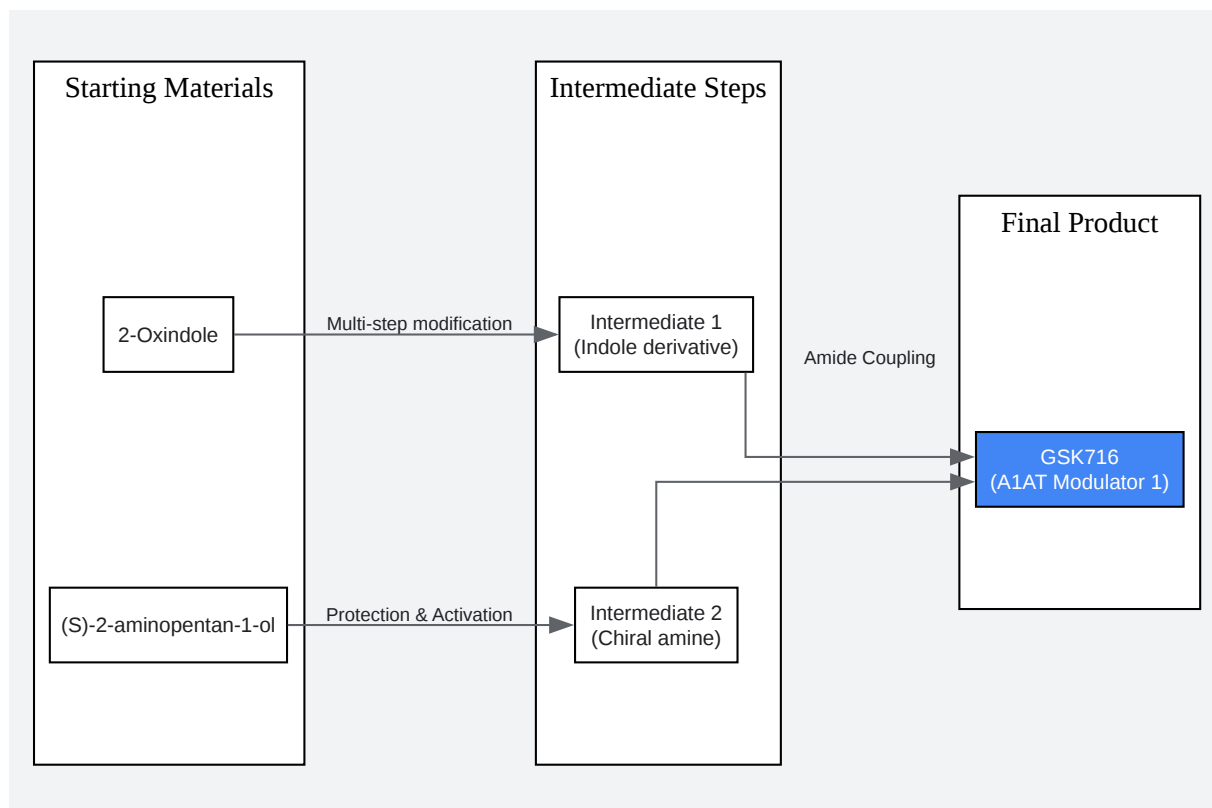 Starting Materials
Intermediate Steps
Final Product
2-Oxindole
Multi-step modification
Intermediate 1
(Indole derivative)
Amide Coupling
GSK716
(A1AT Modulator 1)
(S)-2-aminopentan-1-ol
Protection & Activation
Intermediate 2
(Chiral amine)